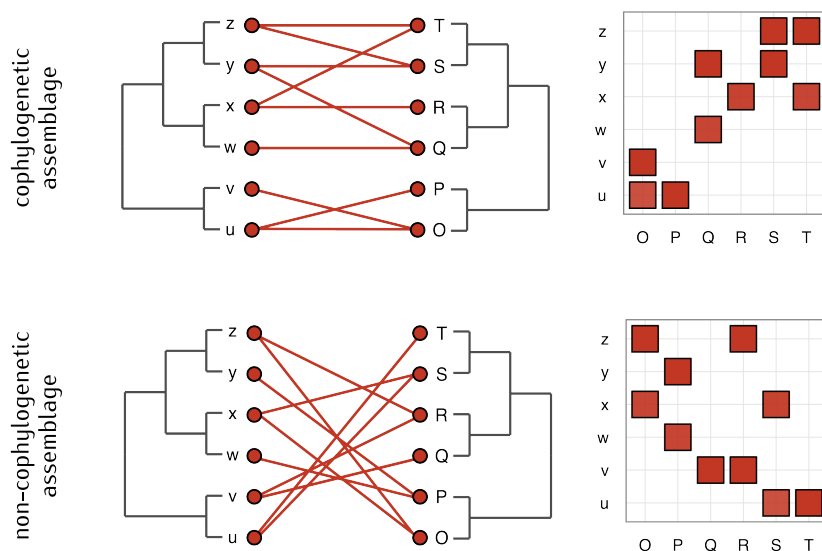 cophylogenetic
assemblage
z
y
x
w
v
u
T
S
R
Q
P
O
z
y
x
w
v
u
O P Q R S T
non-cophylogenetic
assemblage
z
y
x
w
v
u
T
S
R
Q
P
O
z
y
x
w
v
u
O P Q R S T